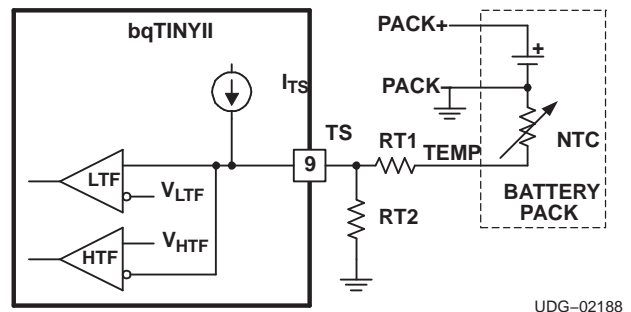 bqTINYII
PACK+
+
I_TS
PACK-
TS
RT1
TEMP
NTC
9
LTF
V_LTF
BATTERY
PACK
RT2
V_HTF
HTF
UDG–02188